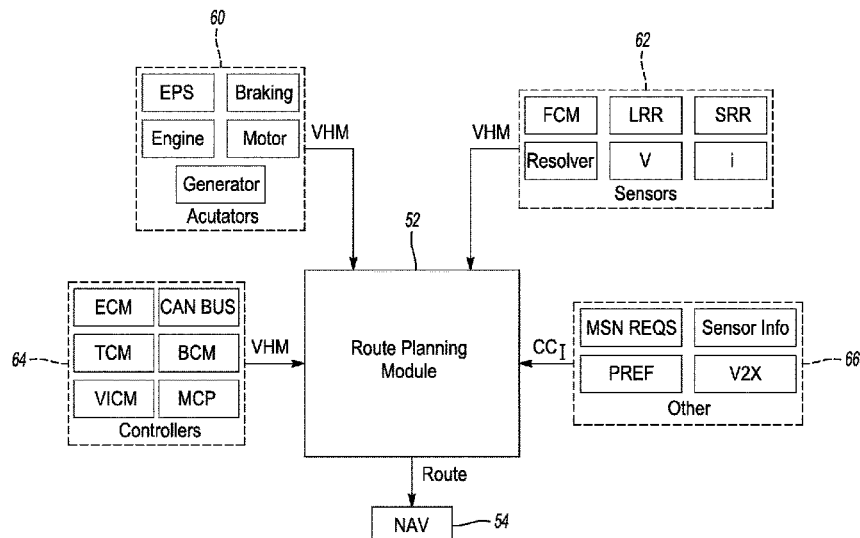 60
EPS Braking
Engine Motor
Generator
Acutators
VHM
62
FCM LRR SRR
Resolver V i
Sensors
VHM
52
Route Planning
Module
64
ECM CAN BUS
TCM BCM
VICM MCP
Controllers
VHM
MSN REQS Sensor Info
PREF V2X
Other
66
CCI
Route
NAV
54